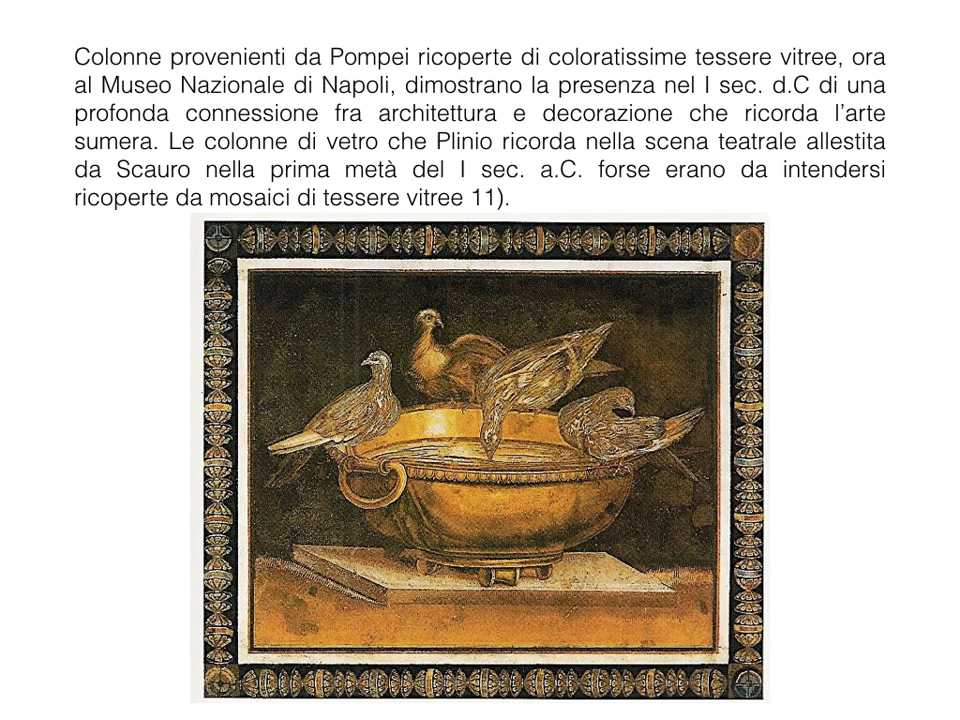 Colonne provenienti da Pompei ricoperte di coloratissime tessere vitree, ora
al Museo Nazionale di Napoli, dimostrano la presenza nel I sec. d.C di una
profonda connessione fra architettura e decorazione che ricorda l’arte
sumera. Le colonne di vetro che Plinio ricorda nella scena teatrale allestita
da Scauro nella prima metà del I sec. a.C. forse erano da intendersi
ricoperte da mosaici di tessere vitree 11).